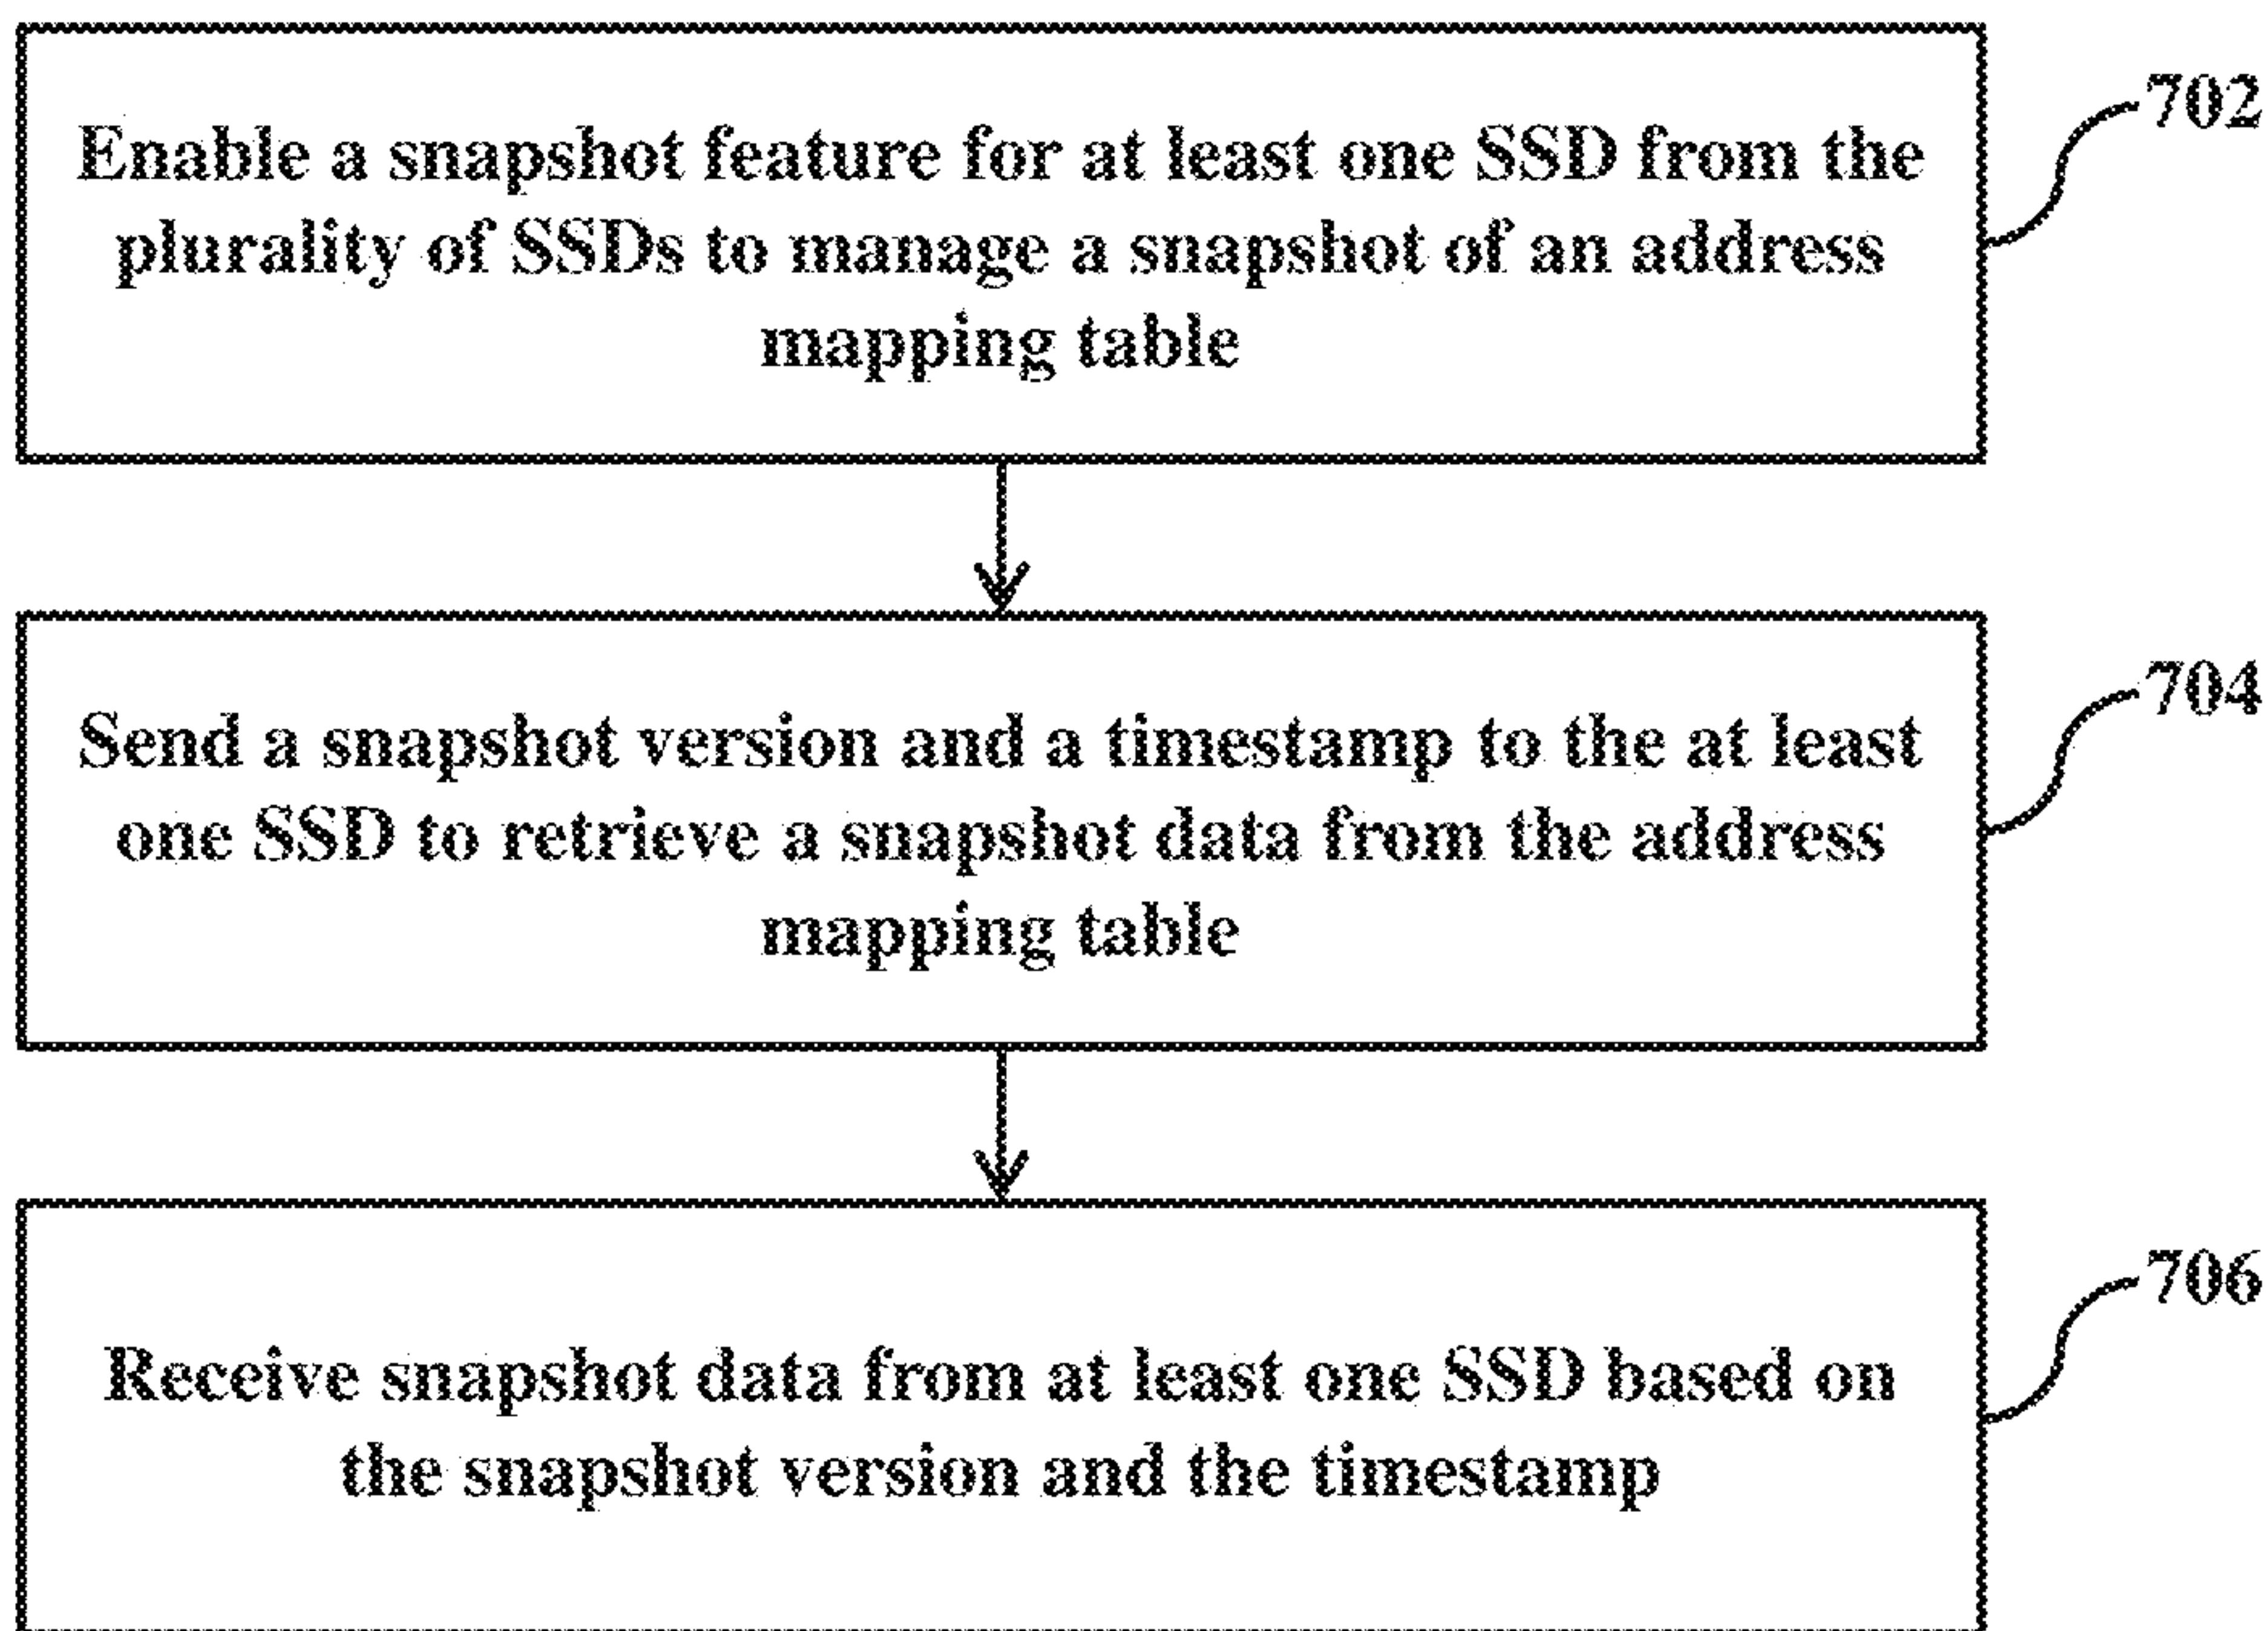 Enable a snapshot feature for at least one SSD from the
plurality of SSDs to manage a snapshot of an address
mapping table
702
Send a snapshot version and a timestamp to the at least
one SSD to retrieve a snapshot data from the address
mapping table
704
Receive snapshot data from at least one SSD based on
the snapshot version and the timestamp
706